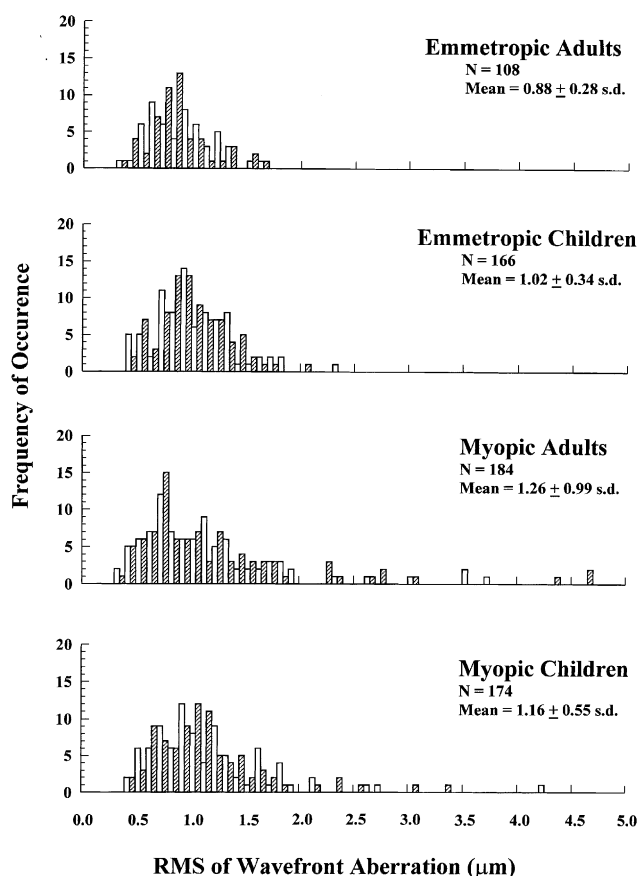 20
15
10
5
0
Emmetropic Adults
N = 108
Mean = 0.88 ± 0.28 s.d.
20
15
10
5
0
Emmetropic Children
N = 166
Mean = 1.02 ± 0.34 s.d.
Frequency of Occurence
20
15
10
5
0
Myopic Adults
N = 184
Mean = 1.26 ± 0.99 s.d.
20
15
10
5
0
Myopic Children
N = 174
Mean = 1.16 ± 0.55 s.d.
0.0 0.5 1.0 1.5 2.0 2.5 3.0 3.5 4.0 4.5 5.0
RMS of Wavefront Aberration (μm)